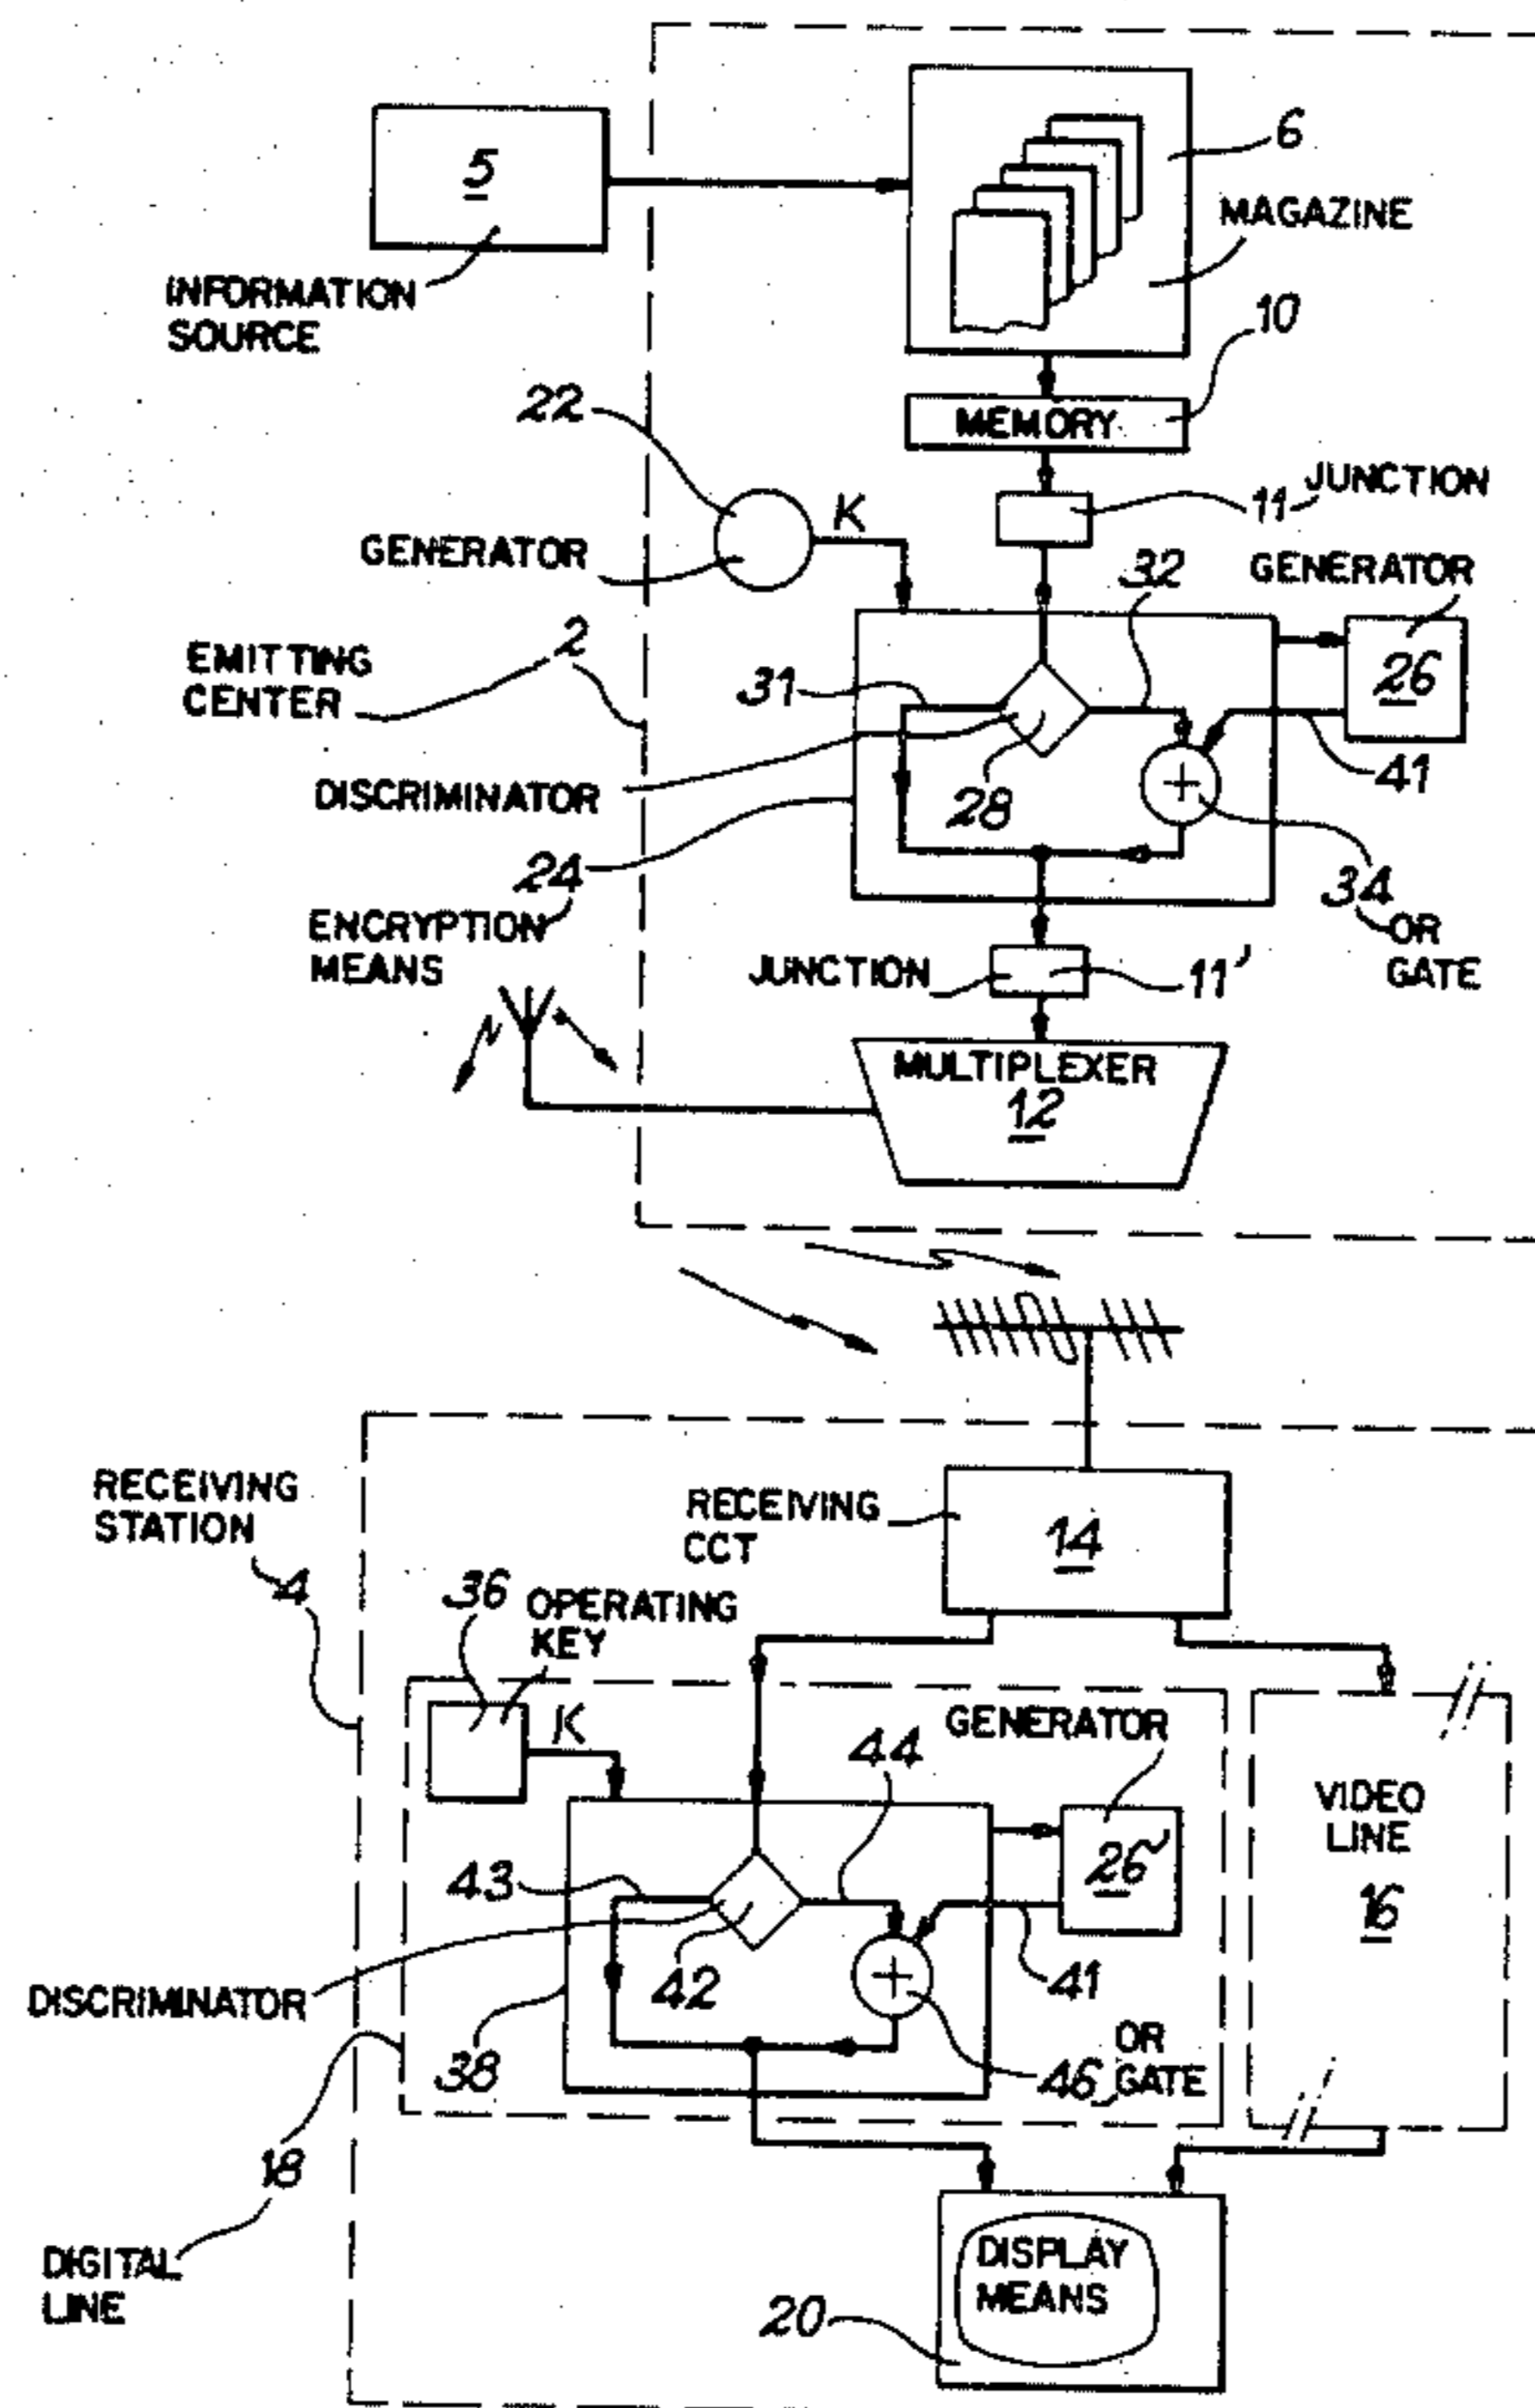 5
6
INFORMATION
SOURCE
MAGAZINE
10
22
MEMORY
K
11
JUNCTION
GENERATOR
GENERATOR
32
2
EMITTING
CENTER
31
26
DISCRIMINATOR
28
+
41
24
ENCRYPTION
MEANS
34
OR
GATE
JUNCTION
11'
MULTIPLEXER
12
RECEIVING
STATION
4
RECEIVING
CCT
14
36
OPERATING
KEY
K
GENERATOR
44
VIDEO
LINE
16
43
26'
DISCRIMINATOR
42
+
41
38
46
OR
GATE
18
DIGITAL
LINE
DISPLAY
MEANS
20